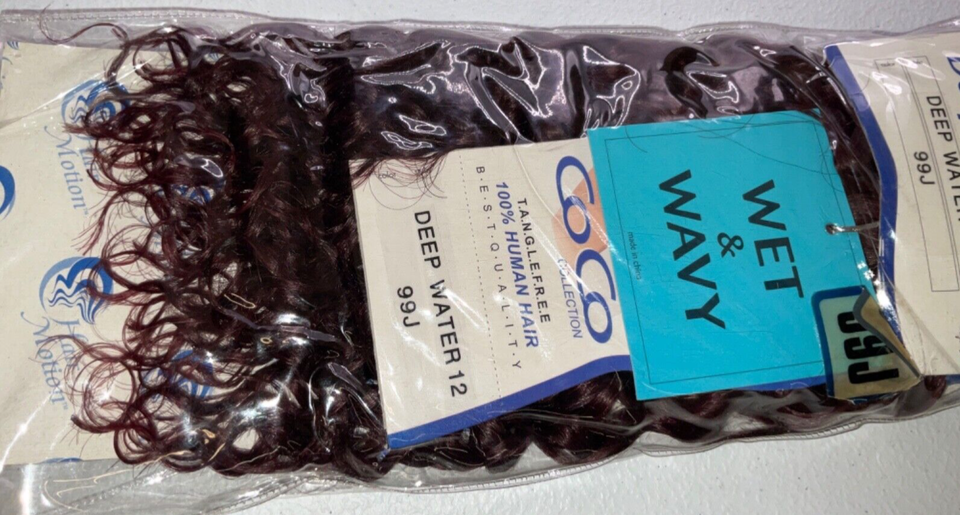 Motion
Hair
Motion
CoCo
COLLECTION
T.A.N.G.L.E.F.R.E.E
100% HUMAN HAIR
B·E·S·T·Q·U·A·L·I·T·Y
DEEP WATER 12
99J
WET
&
WAVY
made in china
99J
DEEP WATER
99J